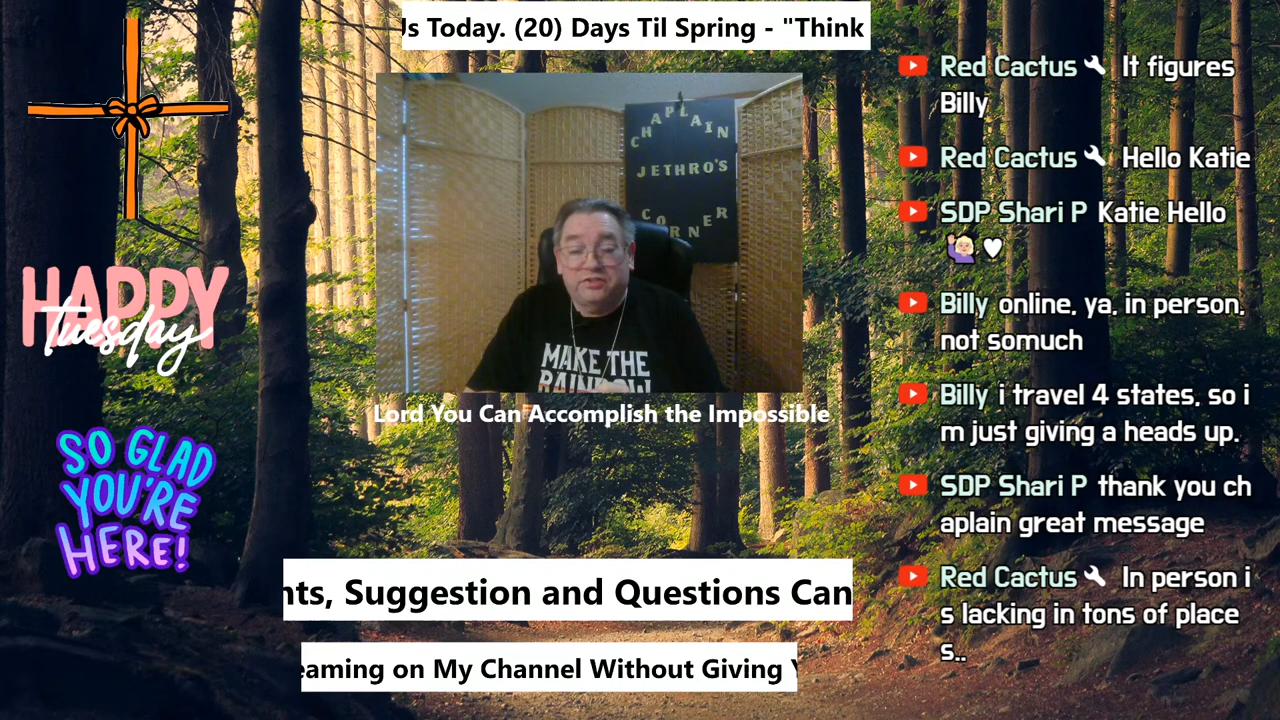 Us Today. (20) Days Til Spring - "Think
HAPPY
tuesday
SO GLAD
YOU'RE
HERE!
CHAPLAIN
JETHRO'S
CORNER
MAKE THE
RAINBOW
Lord You Can Accomplish the Impossible
Suggestion and Questions Can
on My Channel Without Giving
Red Cactus It figures
Billy
Red Cactus Hello Katie
SDP Shari P Katie Hello
Billy online, ya, in person,
not somuch
Billy i travel 4 states, so i
m just giving a heads up.
SDP Shari P thank you ch
aplain great message
Red Cactus In person i
s lacking in tons of place
s..